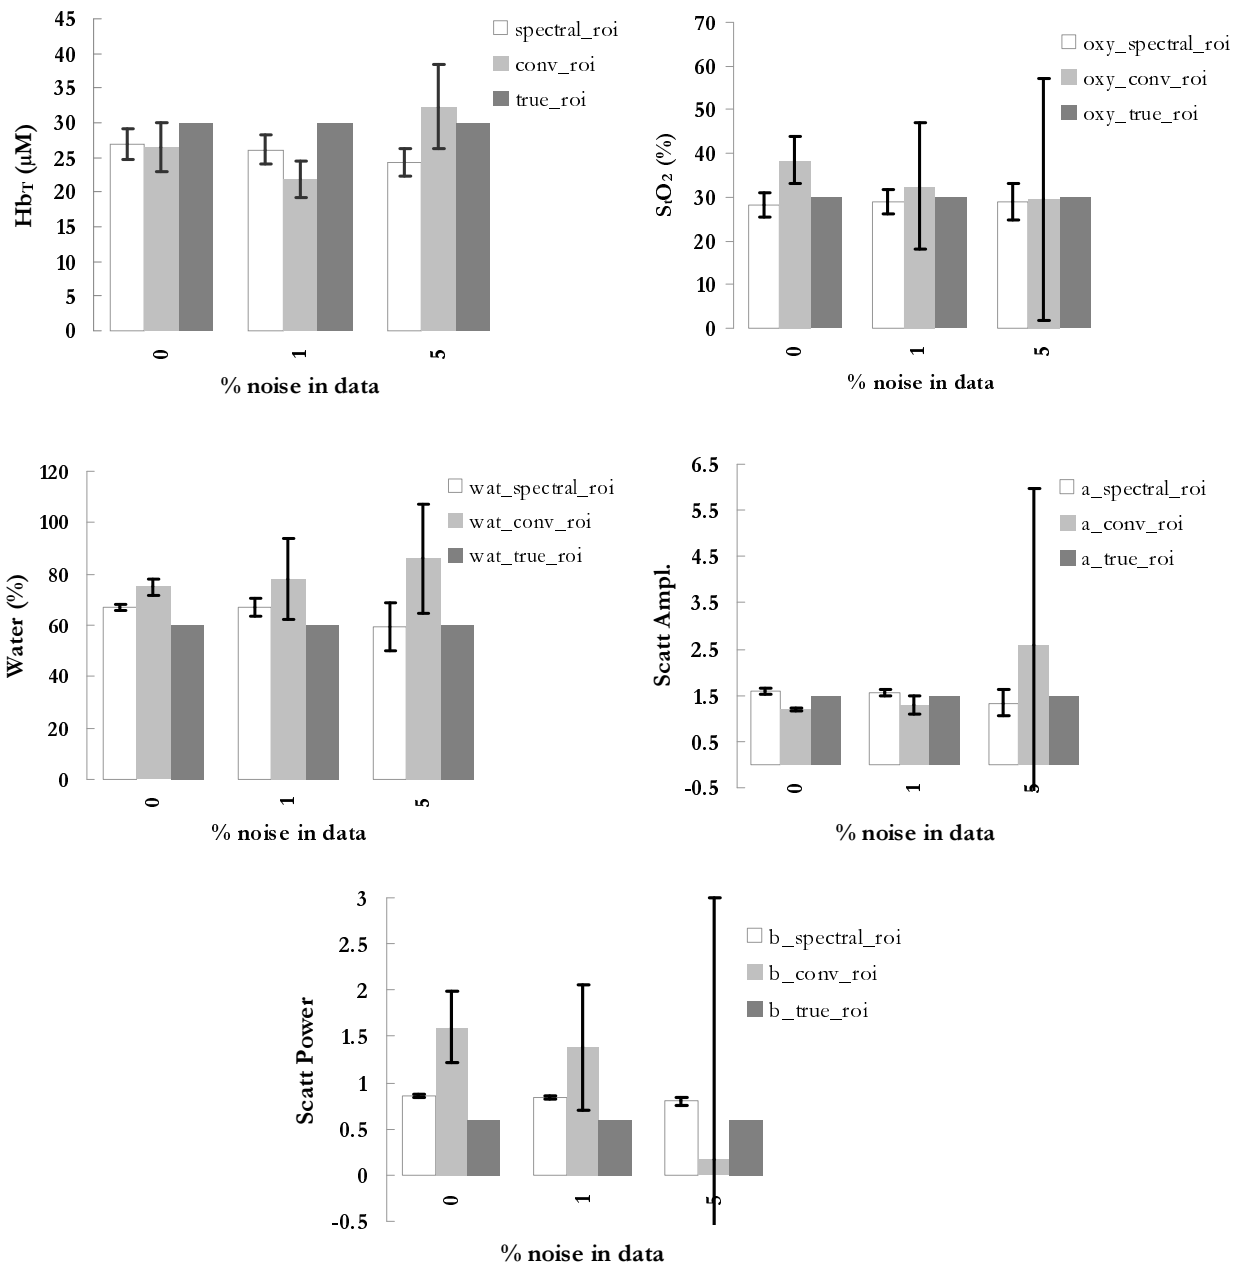 45
40
35
30
25
20
15
10
5
0
Hb_T (µM)
spectral_roi
conv_roi
true_roi
0 1 5
% noise in data
70
60
50
40
30
20
10
0
S_tO_2 (%)
oxy_spectral_roi
oxy_conv_roi
oxy_true_roi
0 1 5
% noise in data
120
100
80
60
40
20
0
Water (%)
wat_spectral_roi
wat_conv_roi
wat_true_roi
0 1 5
% noise in data
6.5
5.5
4.5
3.5
2.5
1.5
0.5
-0.5
Scatt Ampl.
a_spectral_roi
a_conv_roi
a_true_roi
0 1 5
% noise in data
3
2.5
2
1.5
1
0.5
0
-0.5
Scatt Power
b_spectral_roi
b_conv_roi
b_true_roi
0 1 5
% noise in data